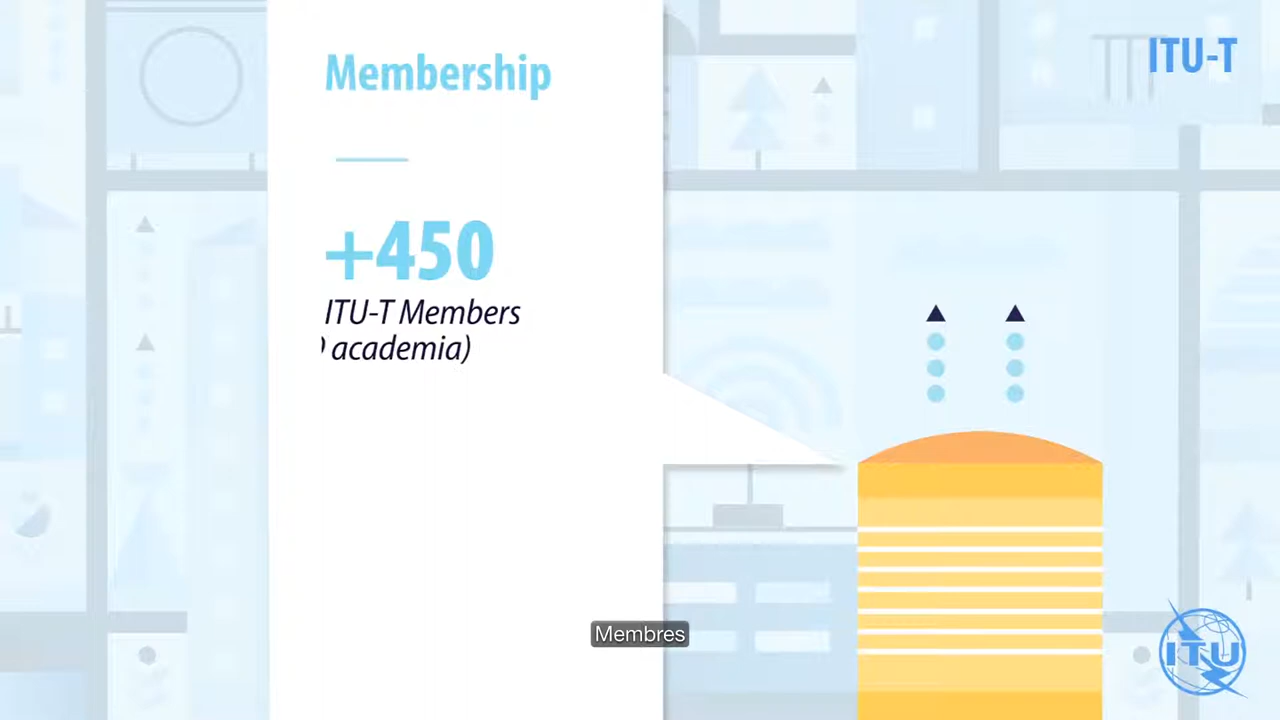 Membership
ITU-T
+450
ITU-T Members
academia)
Membres
ITU